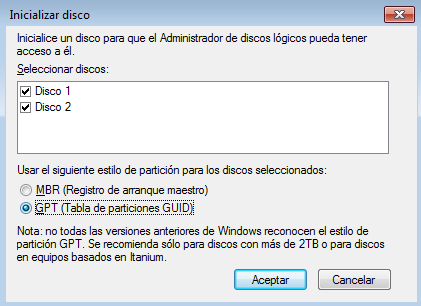 Inicializar disco
Inicialice un disco para que el Administrador de discos lógicos pueda tener
acceso a él.
Seleccionar discos:
Disco 1
Disco 2
Usar el siguiente estilo de partición para los discos seleccionados:
MBR (Registro de arranque maestro)
GPT (Tabla de particiones GUID)
Nota: no todas las versiones anteriores de Windows reconocen el estilo de
partición GPT. Se recomienda sólo para discos con más de 2TB o para discos
en equipos basados en Itanium.
Aceptar
Cancelar